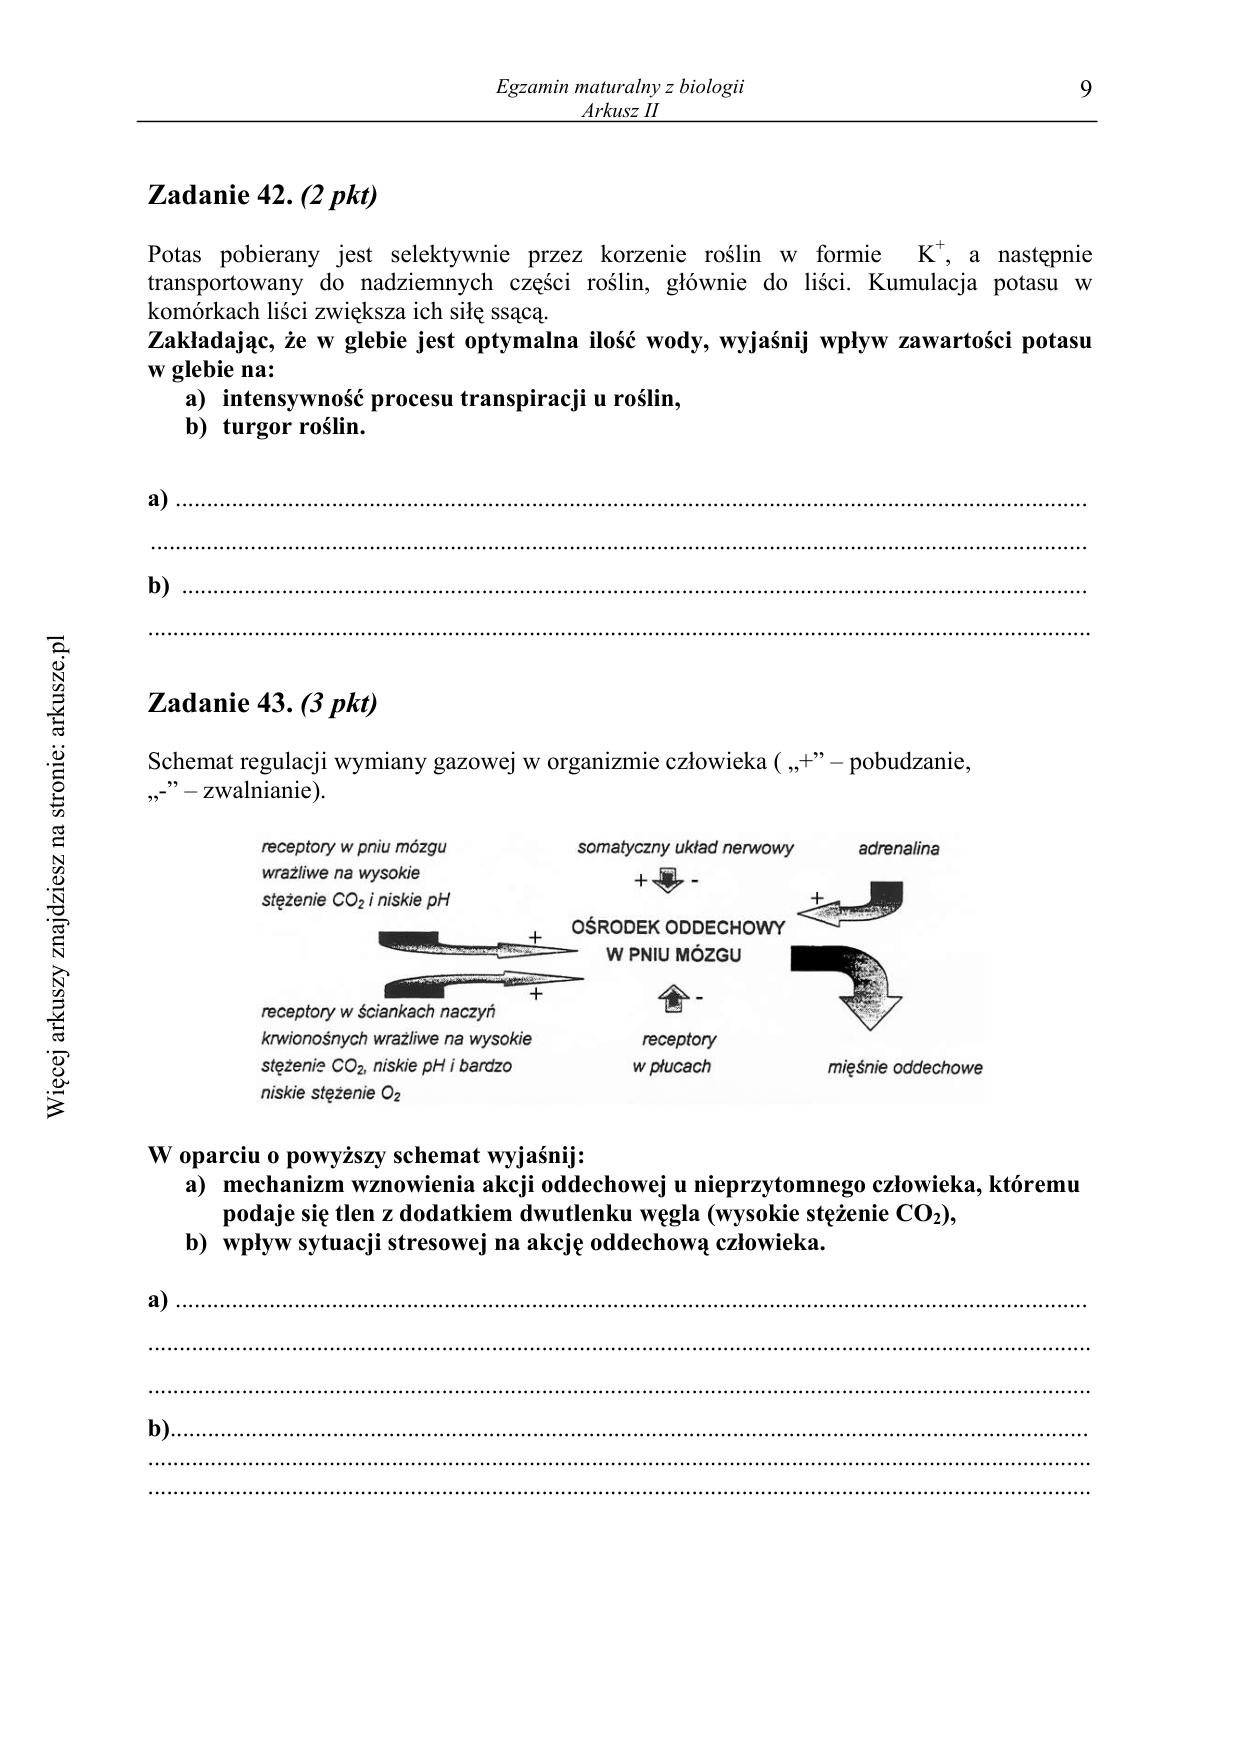 Egzamin maturalny z biologii
9
Arkusz II
Zadanie 42. (2 pkt)
Potas pobierany jest selektywnie przez korzenie roślin w formie K⁺, a następnie
transportowany do nadziemnych części roślin, głównie do liści. Kumulacja potasu w
komórkach liści zwiększa ich siłę ssącą.
Zakładając, że w glebie jest optymalna ilość wody, wyjaśnij wpływ zawartości potasu
w glebie na:
a) intensywność procesu transpiracji u roślin,
b) turgor roślin.
a) ..........
..........
b) ..........
..........
Zadanie 43. (3 pkt)
Schemat regulacji wymiany gazowej w organizmie człowieka ( „+” – pobudzanie,
„-” – zwalnianie).
receptory w pniu mózgu
wrażliwe na wysokie
stężenie CO₂ i niskie pH
+
somatyczny układ nerwowy
+ -
adrenalina
+
OŚRODEK ODDECHOWY
W PNIU MÓZGU
+
receptory w ściankach naczyń
krwionośnych wrażliwe na wysokie
stężenie CO₂, niskie pH i bardzo
niskie stężenie O₂
-
receptory
w płucach
mięśnie oddechowe
W oparciu o powyższy schemat wyjaśnij:
a) mechanizm wznowienia akcji oddechowej u nieprzytomnego człowieka, któremu
podaje się tlen z dodatkiem dwutlenku węgla (wysokie stężenie CO₂),
b) wpływ sytuacji stresowej na akcję oddechową człowieka.
a) ..........
..........
..........
b)..........
..........
..........
Więcej arkuszy znajdziesz na stronie: arkusze.pl